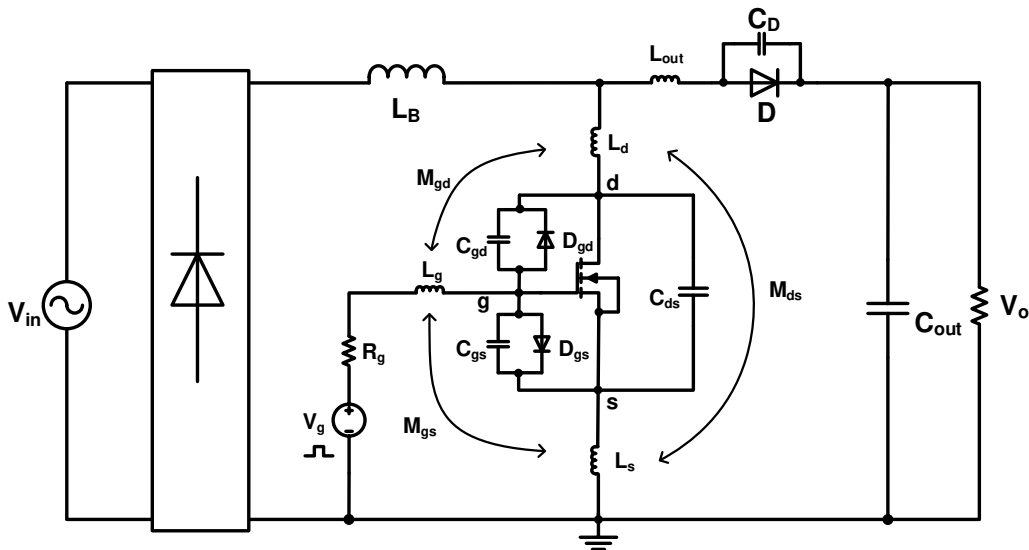 C_D
L_out
L_B
D
L_d
M_gd
d
C_gd
D_gd
L_g
g
C_ds
M_ds
V_in
R_g
C_gs
D_gs
C_out
V_o
s
V_g
M_gs
L_s